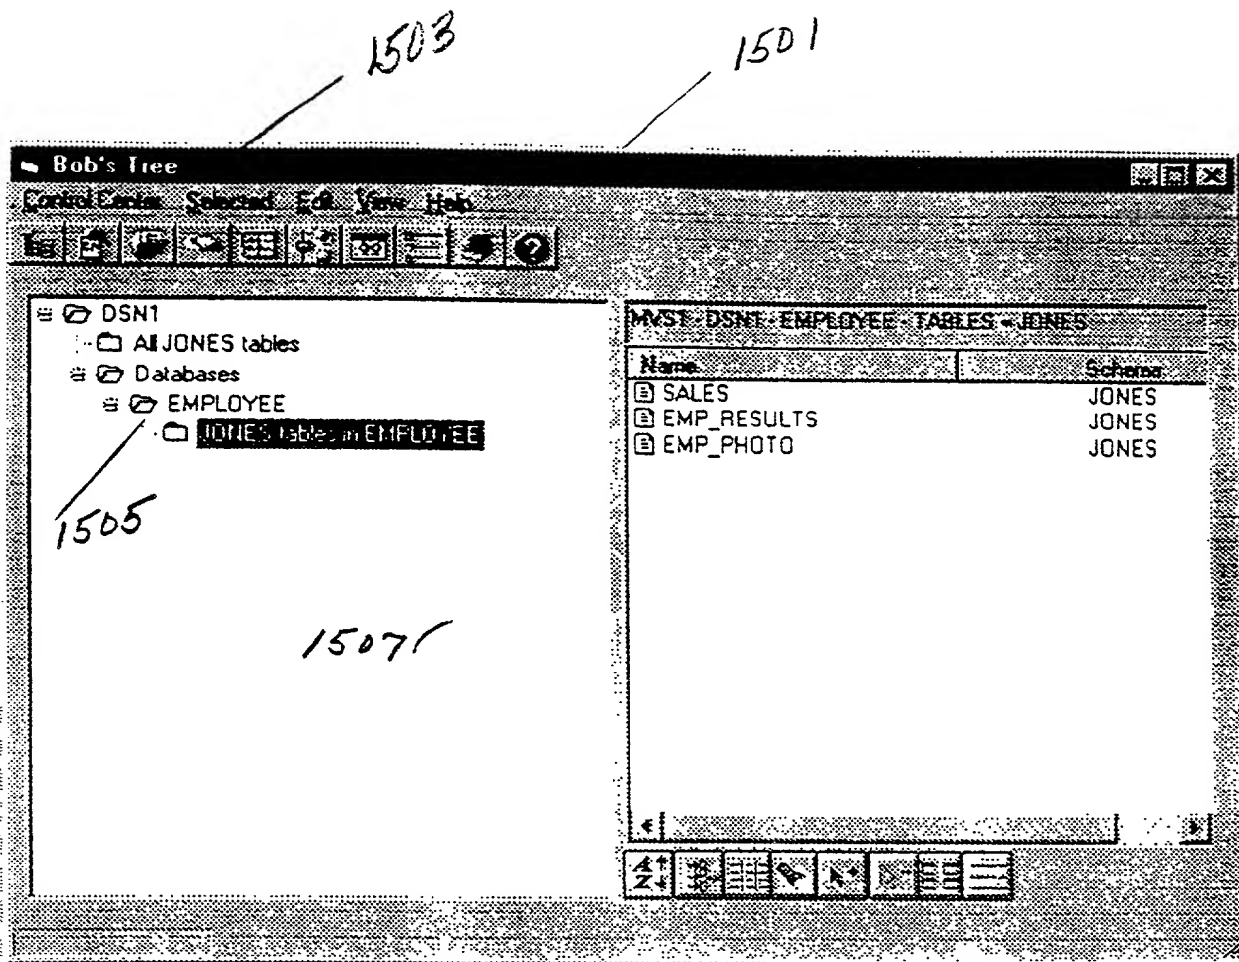 1503
1501
Bob's Tree
Control Center Selected Edit View Help
DSN1
All JONES tables
Databases
EMPLOYEE
JONES tables in EMPLOYEE
1505
1507
MVS1 - DSN1 - EMPLOYEE - TABLES - JONES
Name Schema
SALES JONES
EMP_RESULTS JONES
EMP_PHOTO JONES